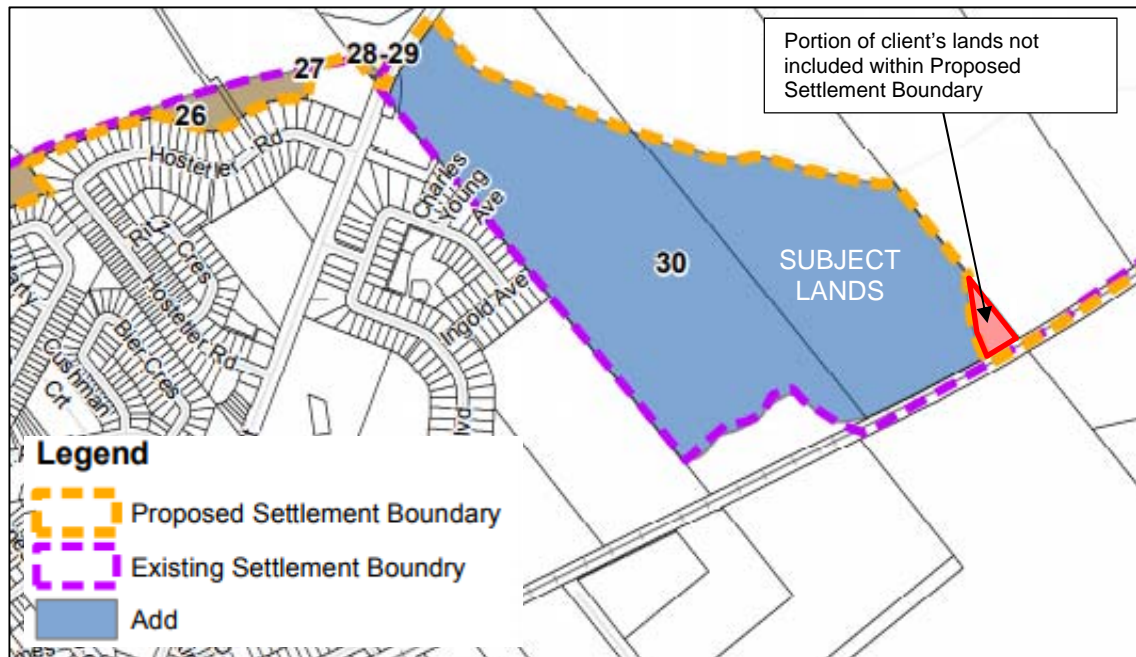 Portion of client's lands not
included within Proposed
Settlement Boundary
28-29
27
26
Hostetler Rd
Charles
Young
Ave
30
SUBJECT
LANDS
Ritz Cres
Ingold Ave
Hostetler Rd
Bier Cres
Cushman
Crt
lvd
Legend
Proposed Settlement Boundary
Existing Settlement Boundry
Add